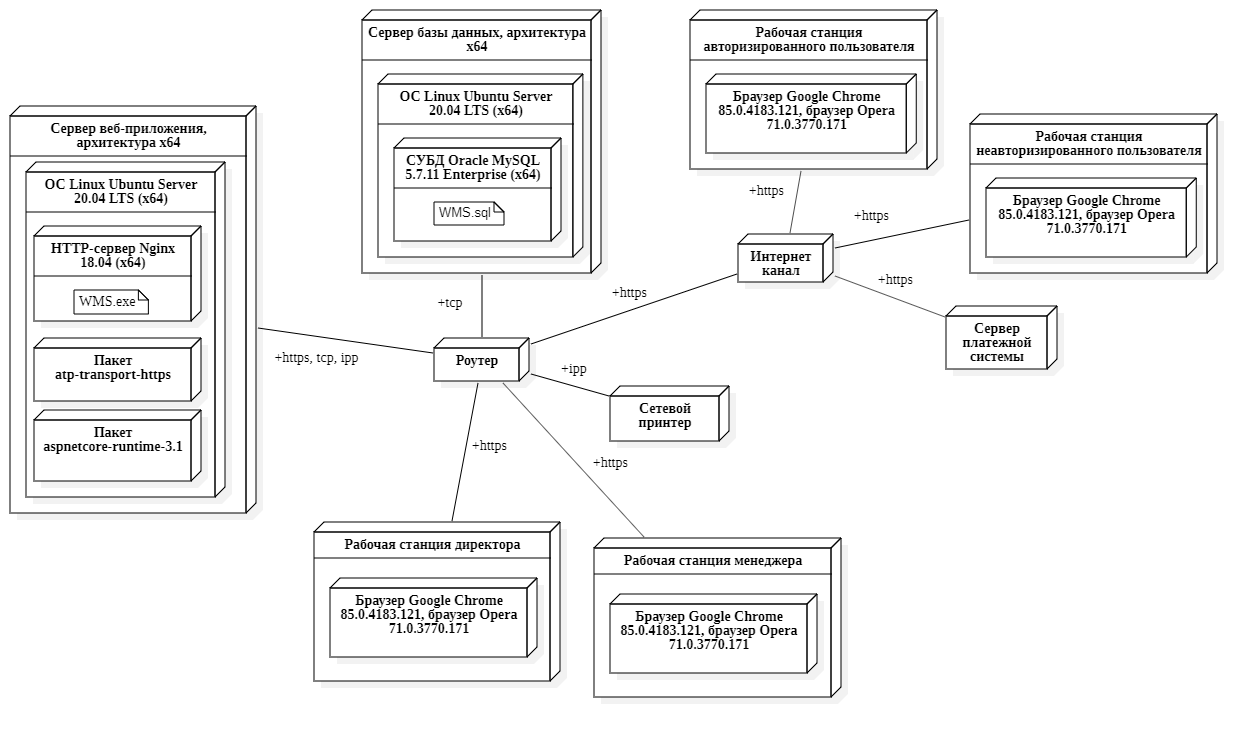 Сервер веб-приложения,
архитектура x64
ОС Linux Ubuntu Server
20.04 LTS (x64)
HTTP-сервер Nginx
18.04 (x64)
WMS.exe
Пакет
atp-transport-https
Пакет
aspnetcore-runtime-3.1
+https, tcp, ipp
Сервер базы данных, архитектура
x64
ОС Linux Ubuntu Server
20.04 LTS (x64)
СУБД Oracle MySQL
5.7.11 Enterprise (x64)
WMS.sql
+tcp
Роутер
Рабочая станция
авторизированного пользователя
Браузер Google Chrome
85.0.4183.121, браузер Opera
71.0.3770.171
+https
Рабочая станция
неавторизированного пользователя
Браузер Google Chrome
85.0.4183.121, браузер Opera
71.0.3770.171
+https
Интернет
канал
+https
+https
Сервер
платежной
системы
+ipp
Сетевой
принтер
+https
+https
Рабочая станция директора
Браузер Google Chrome
85.0.4183.121, браузер Opera
71.0.3770.171
Рабочая станция менеджера
Браузер Google Chrome
85.0.4183.121, браузер Opera
71.0.3770.171